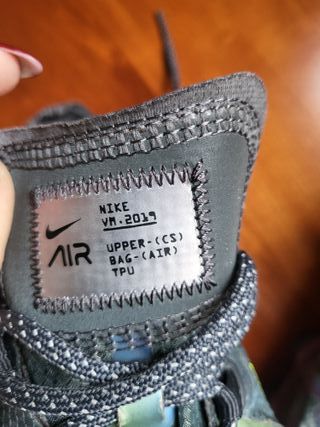 NIKE
VM.2019
AIR
UPPER-(CS)
BAG-(AIR)
TPU